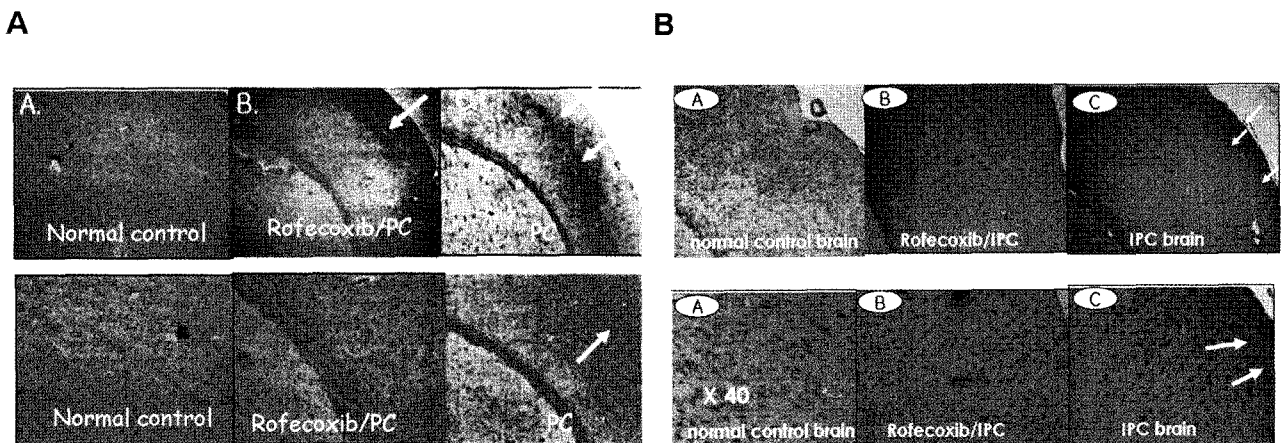 A
B
A.
Normal control
B.
Rofecoxib/PC
PC
Normal control
Rofecoxib/PC
PC
A
normal control brain
B
Rofecoxib/IPC
C
IPC brain
A
X 40
normal control brain
B
Rofecoxib/IPC
C
IPC brain